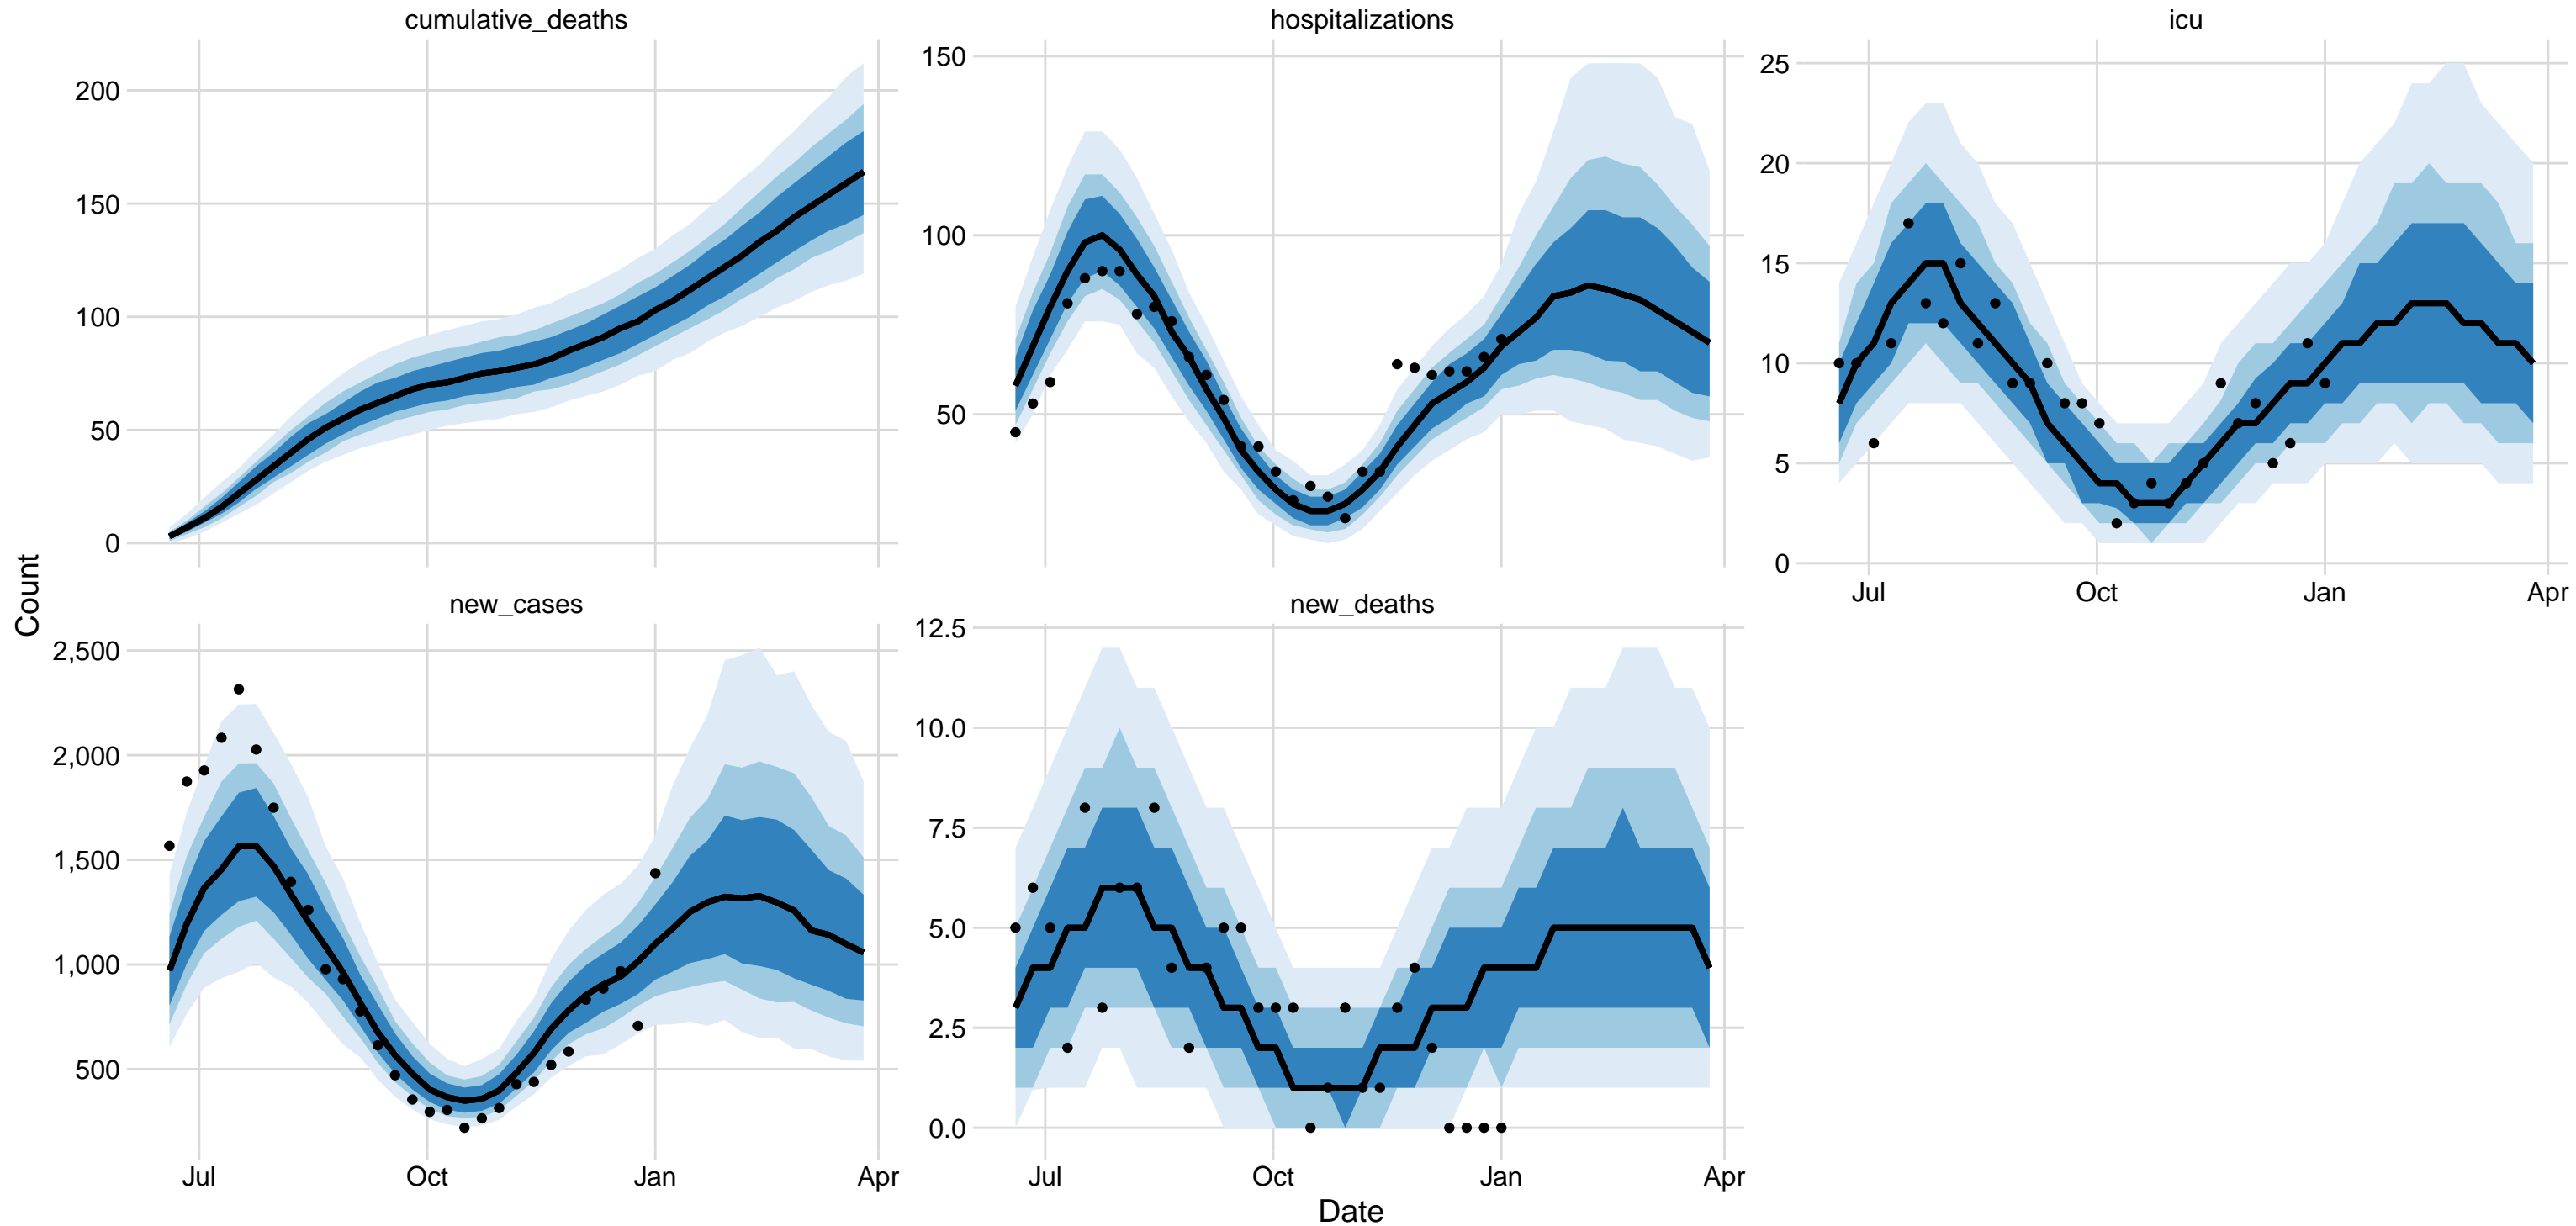 cumulative_deaths
hospitalizations
icu
200
150
100
50
0
150
100
50
25
20
15
10
5
0
Jul Oct Jan Apr
Count
new_cases
new_deaths
2,500
2,000
1,500
1,000
500
12.5
10.0
7.5
5.0
2.5
0.0
Jul Oct Jan Apr
Jul Oct Jan Apr
Date